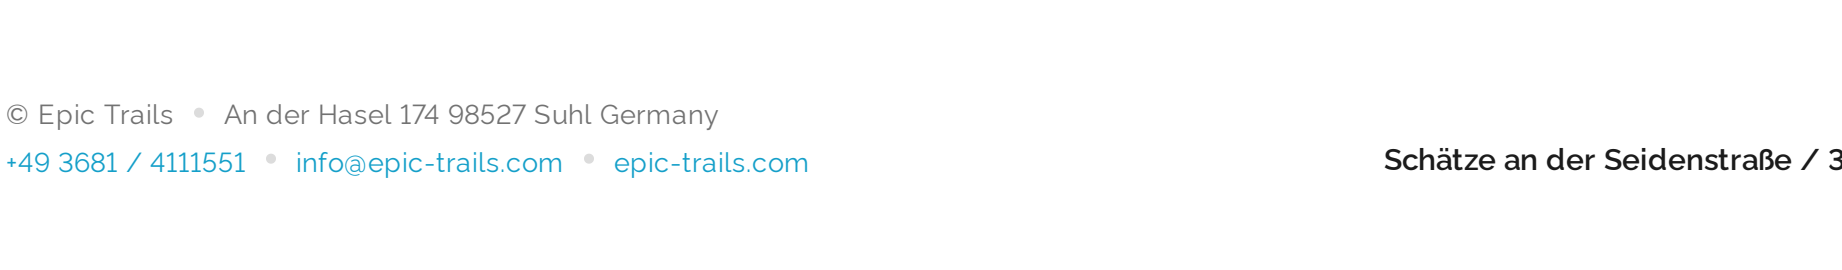 © Epic Trails • An der Hasel 174 98527 Suhl Germany
+49 3681 / 4111551 • info@epic-trails.com • epic-trails.com
Schätze an der Seidenstraße / 3